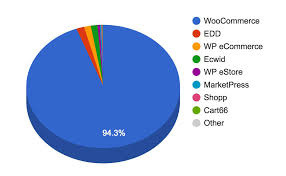 WooCommerce
EDD
WP eCommerce
Ecwid
WP eStore
MarketPress
Shopp
Cart66
Other
94.3%